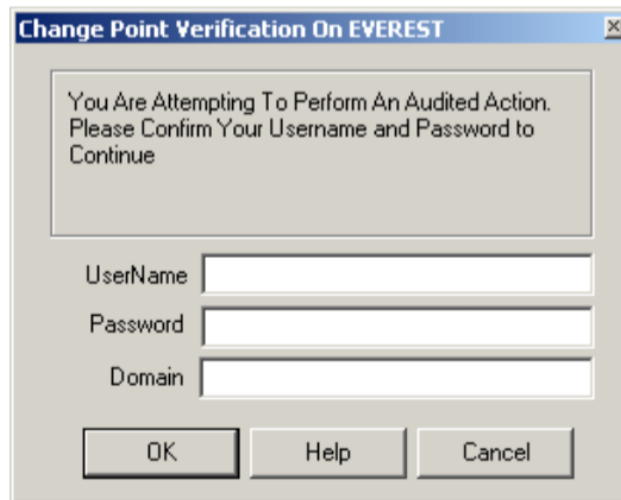 Change Point Verification On EVEREST
You Are Attempting To Perform An Audited Action.
Please Confirm Your Username and Password to
Continue
UserName
Password
Domain
OK Help Cancel